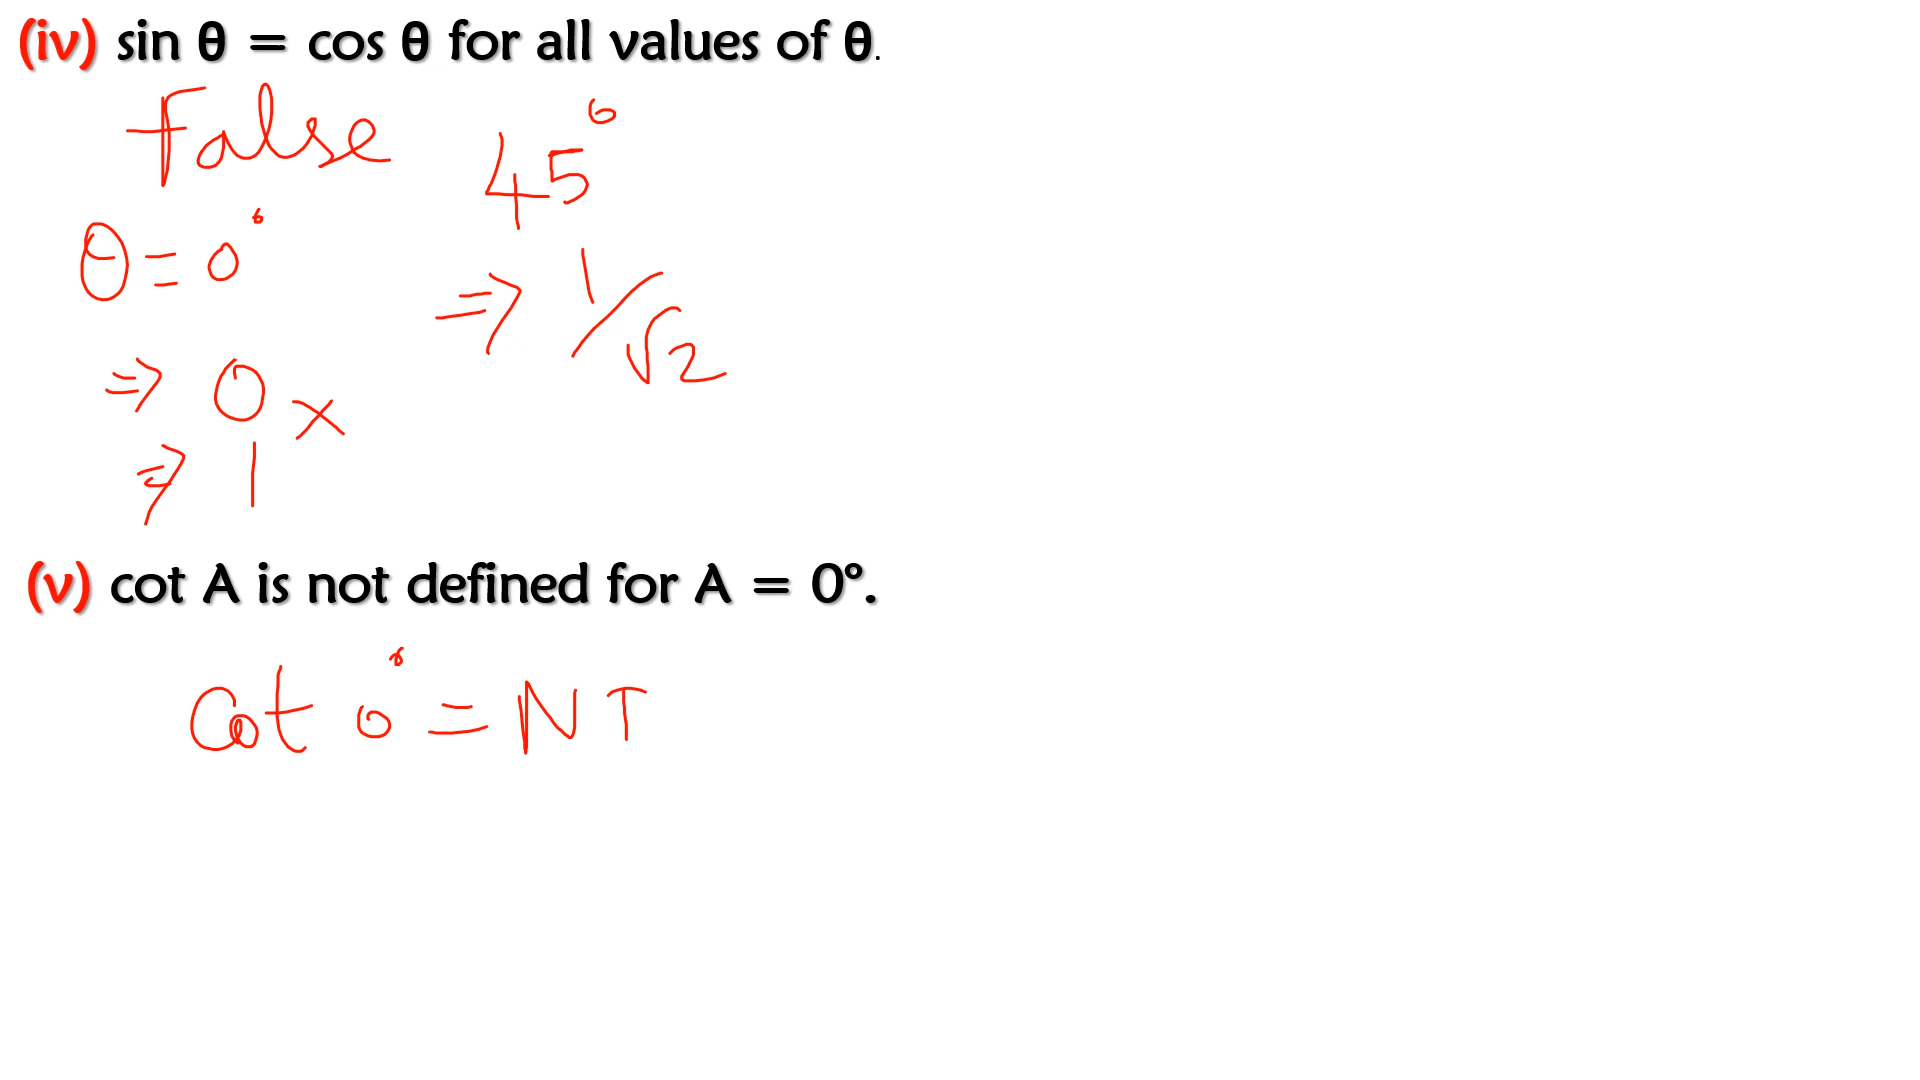 (iv) sin θ = cos θ for all values of θ.
False
45°
θ = 0°
⇒ 1/√2
⇒ 0 ×
⇒ 1
(v) cot A is not defined for A = 0°.
Cot 0° = N T